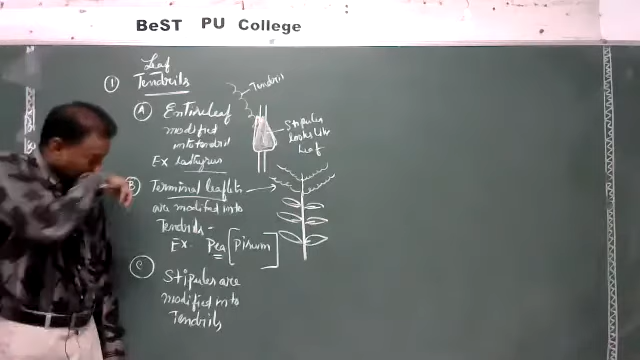 BeST PU College
Leaf
① Tendrils
Ⓐ Entire leaf
modified
into tendril
Ex Lathyrus
Tendril
Stipules
looks like
leaf
Ⓑ Terminal leaflets
are modified into
Tendrils -
Ex. Pea [Pisum]
Ⓒ Stipules are
modified into
Tendrils